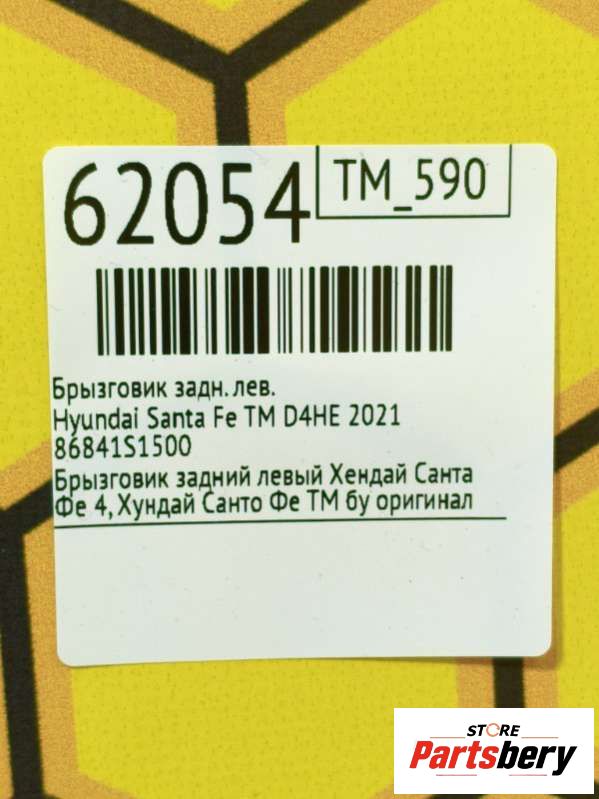 62054
TM_590
Брызговик задн. лев.
Hyundai Santa Fe TM D4HE 2021
86841S1500
Брызговик задний левый Хендай Санта
Фе 4, Хундай Санто Фе ТМ бу оригинал
STORE
Partsbery